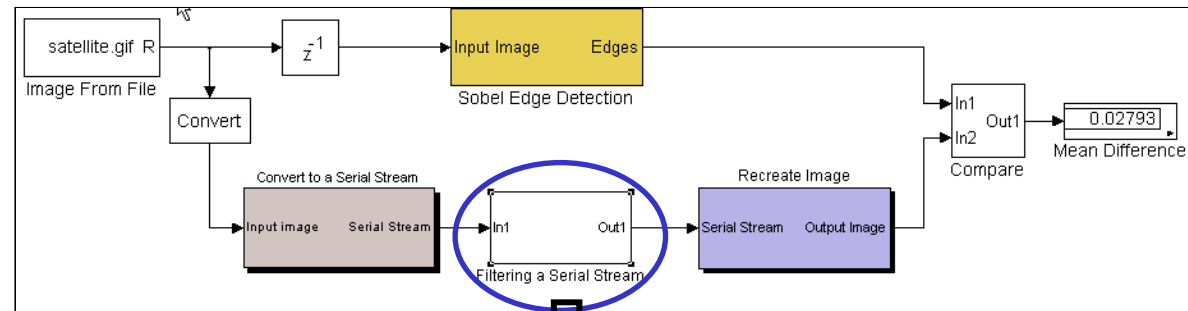 satellite.gif R
Image From File
z-1
Input Image Edges
Sobel Edge Detection
Convert
In1
In2
Out1
Compare
0.02793
Mean Difference
Convert to a Serial Stream
Input image Serial Stream
In1 Out1
Filtering a Serial Stream
Recreate Image
Serial Stream Output Image